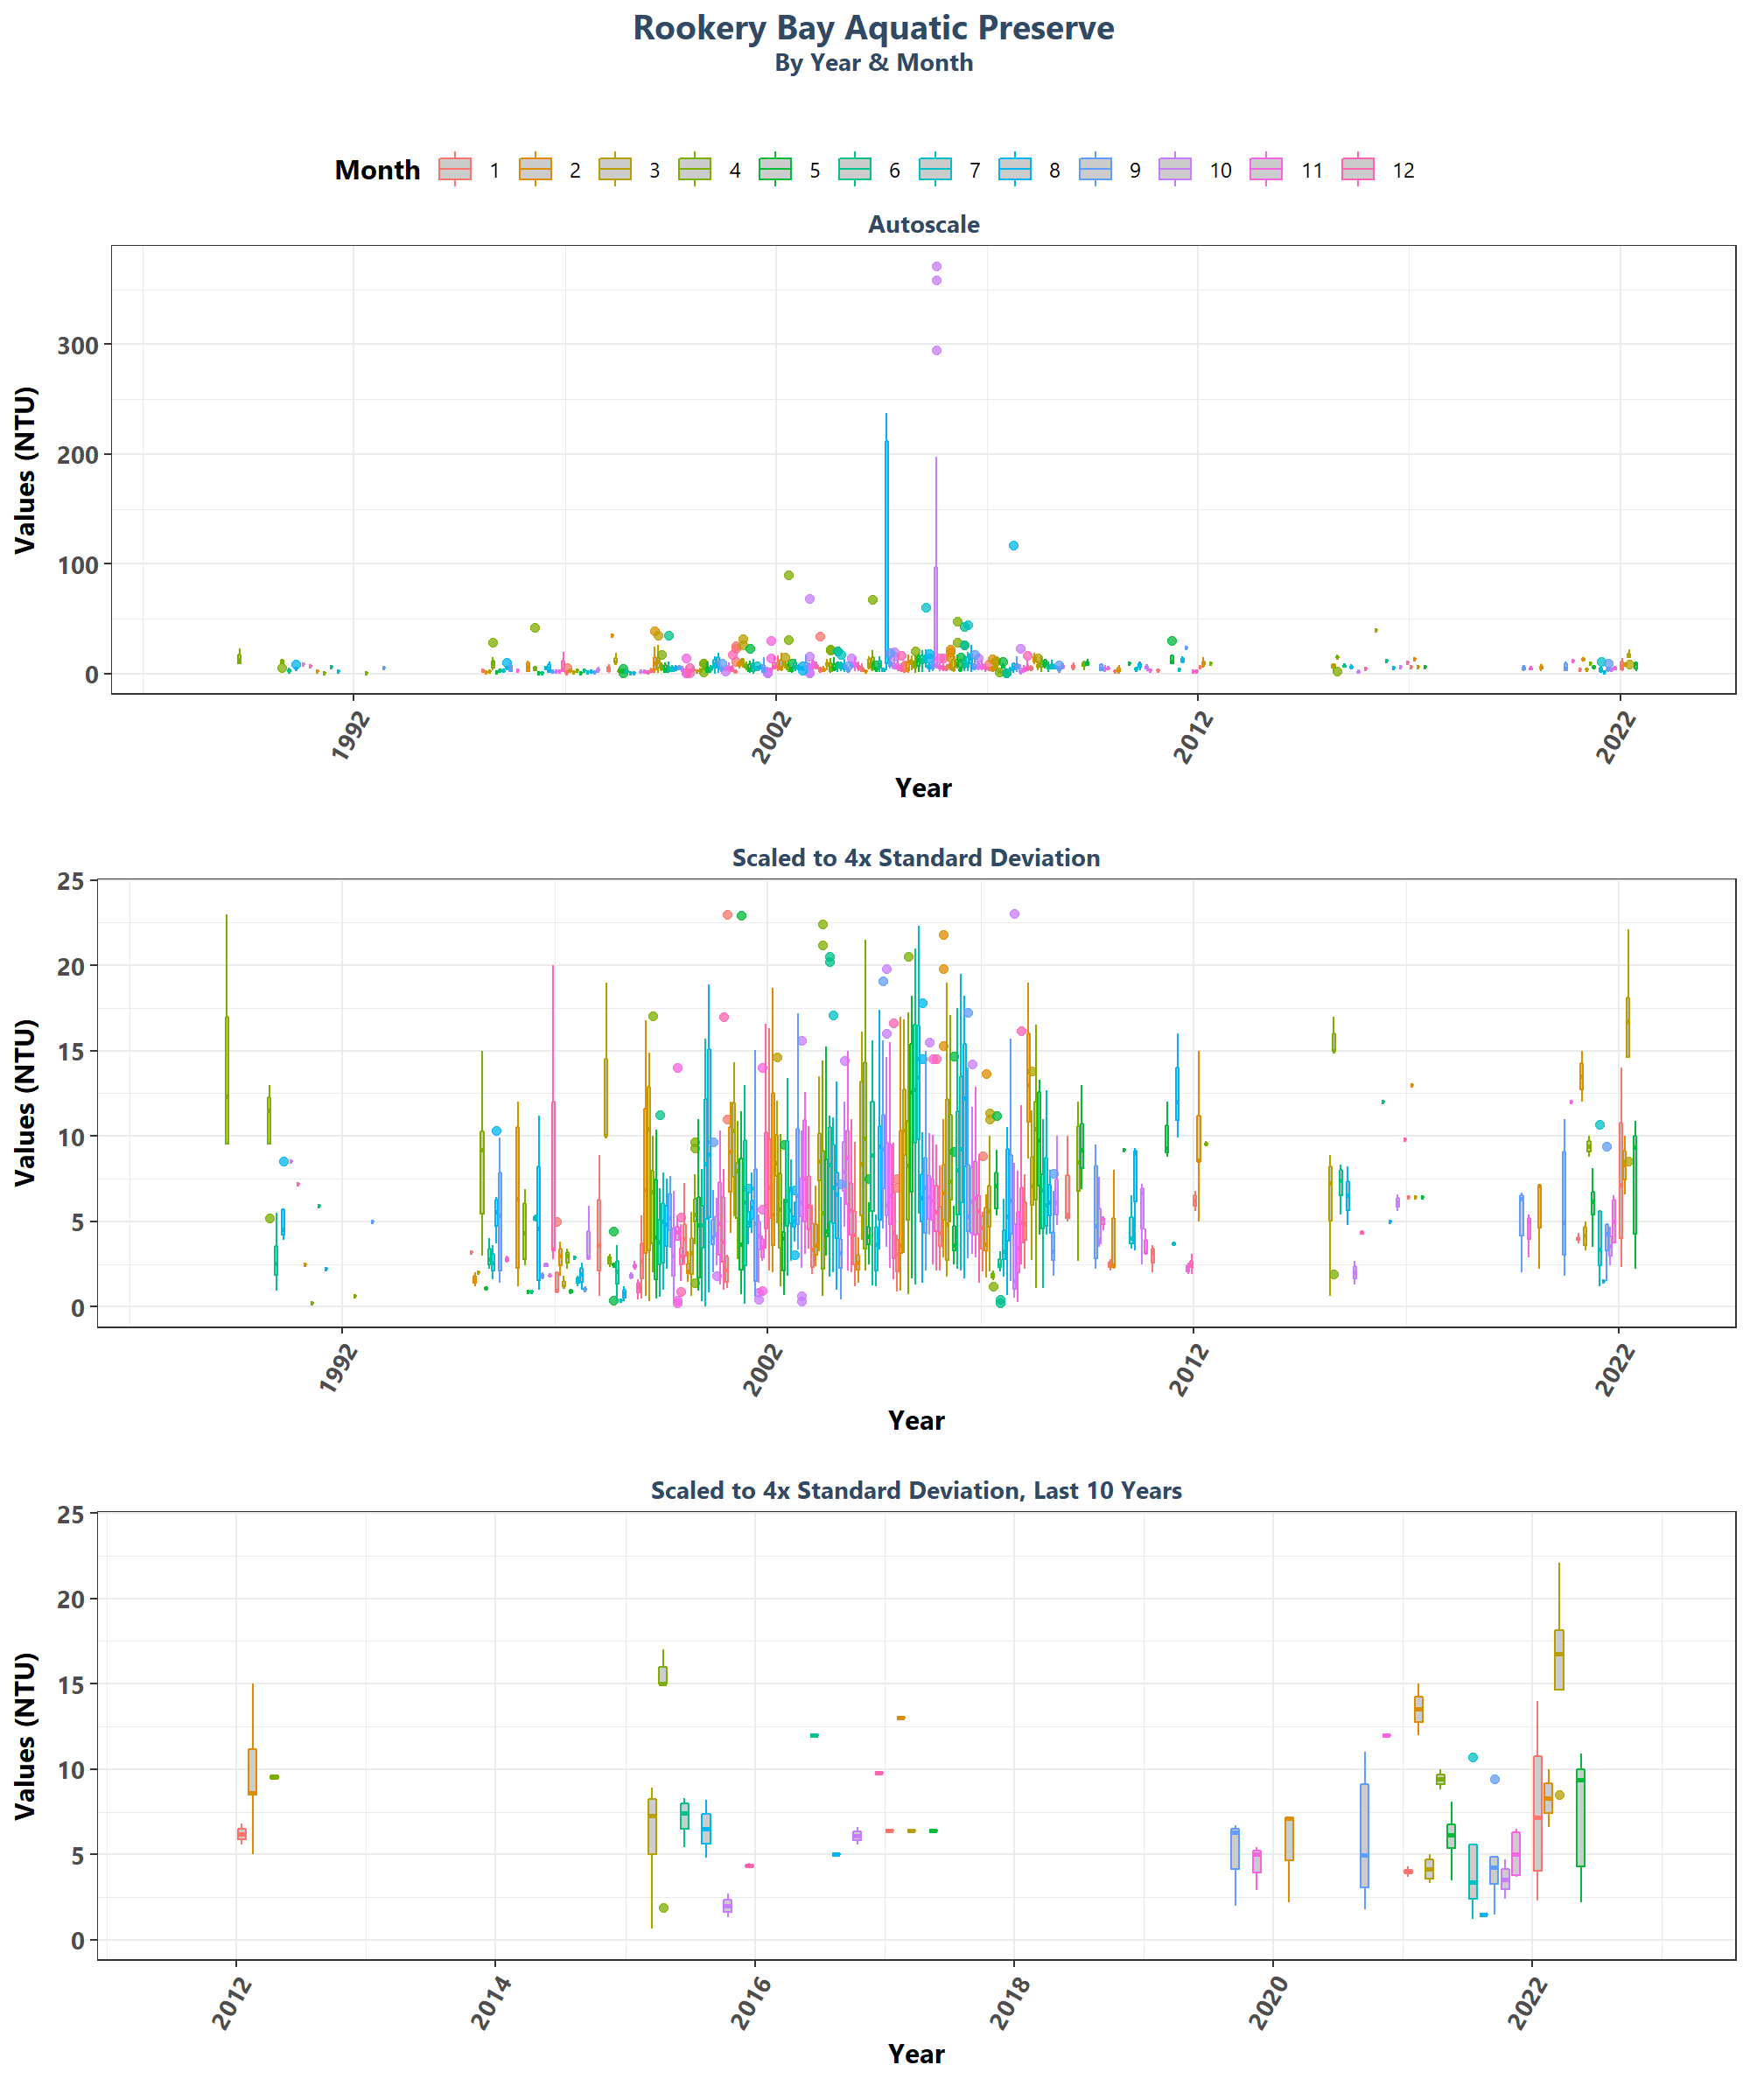 Rookery Bay Aquatic Preserve
By Year & Month
Month 1 2 3 4 5 6 7 8 9 10 11 12
Autoscale
Values (NTU)
300
200
100
0
1992 2002 2012 2022
Year
Scaled to 4x Standard Deviation
Values (NTU)
25
20
15
10
5
0
1992 2002 2012 2022
Year
Scaled to 4x Standard Deviation, Last 10 Years
Values (NTU)
25
20
15
10
5
0
2012 2014 2016 2018 2020 2022
Year